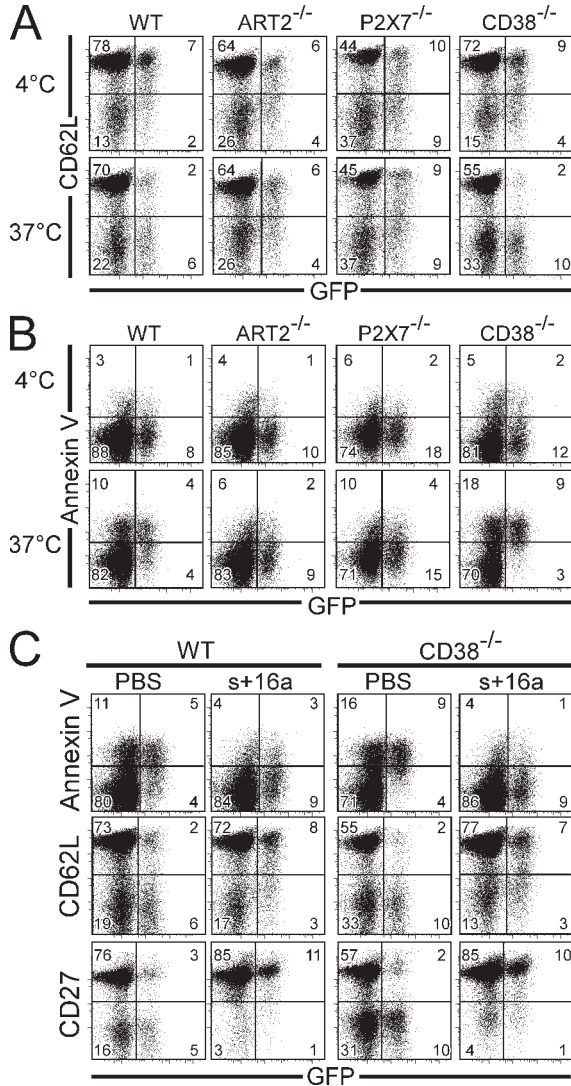 A
WT ART2-/- P2X7-/- CD38-/-
4°C
78 7 64 6 44 10 72 9
13 2 26 4 37 9 15 4
CD62L
37°C
70 2 64 6 45 9 55 2
22 6 26 4 37 9 33 10
GFP
B
WT ART2-/- P2X7-/- CD38-/-
4°C
3 1 4 1 6 2 5 2
88 8 85 10 74 18 81 12
Annexin V
37°C
10 4 6 2 10 4 18 9
82 4 83 9 71 15 70 3
GFP
C
WT CD38-/-
PBS s+16a PBS s+16a
Annexin V
11 5 4 3 16 9 4 1
80 4 84 9 71 4 86 9
CD62L
73 2 72 8 55 2 77 7
19 6 17 3 33 10 13 3
CD27
76 3 85 11 57 2 85 10
16 5 3 1 31 10 4 1
GFP